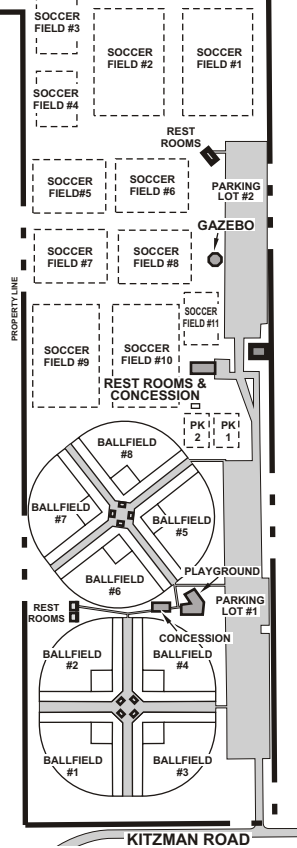 SOCCER
FIELD #3
SOCCER
FIELD #2
SOCCER
FIELD #1
SOCCER
FIELD #4
REST
ROOMS
SOCCER
FIELD#5
SOCCER
FIELD #6
PARKING
LOT #2
GAZEBO
SOCCER
FIELD #7
SOCCER
FIELD #8
PROPERTY LINE
SOCCER
FIELD #11
SOCCER
FIELD #9
SOCCER
FIELD #10
REST ROOMS &
CONCESSION
PK
2
PK
1
BALLFIELD
#8
BALLFIELD
#7
BALLFIELD
#5
BALLFIELD
#6
PLAYGROUND
PARKING
LOT #1
REST
ROOMS
CONCESSION
BALLFIELD
#2
BALLFIELD
#4
BALLFIELD
#1
BALLFIELD
#3
KITZMAN ROAD